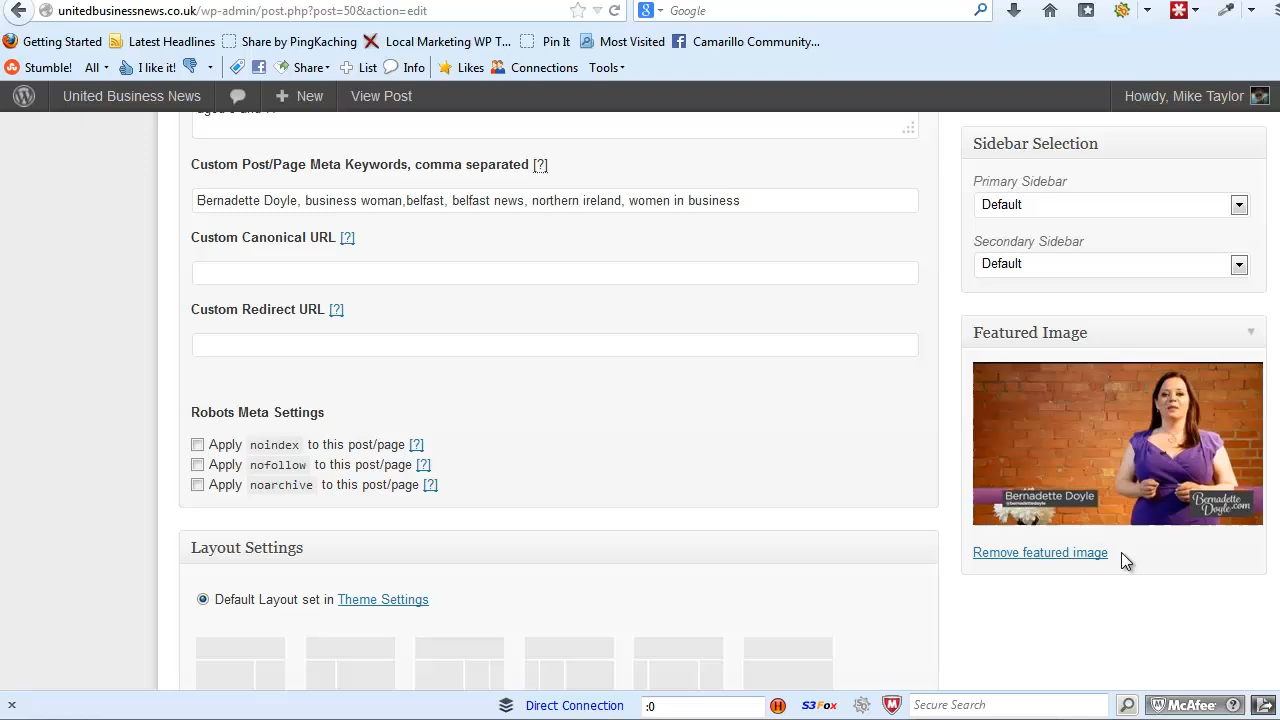 unitedbusinessnews.co.uk/wp-admin/post.php?post=50&action=edit
Google
Getting Started
Latest Headlines
Share by PingKaching
Local Marketing WP T...
Pin It
Most Visited
Camarillo Community...
Stumble!
All
I like it!
Share
List
Info
Likes
Connections
Tools
United Business News
New
View Post
Howdy, Mike Taylor
Custom Post/Page Meta Keywords, comma separated [?]
Bernadette Doyle, business woman,belfast, belfast news, northern ireland, women in business
Custom Canonical URL [?]
Custom Redirect URL [?]
Robots Meta Settings
Apply noindex to this post/page [?]
Apply nofollow to this post/page [?]
Apply noarchive to this post/page [?]
Layout Settings
Default Layout set in Theme Settings
Sidebar Selection
Primary Sidebar
Default
Secondary Sidebar
Default
Featured Image
Bernadette Doyle
@bernadettedoyle
Bernadette
Doyle.com
Remove featured image
Direct Connection
:0
S3Fox
Secure Search
McAfee